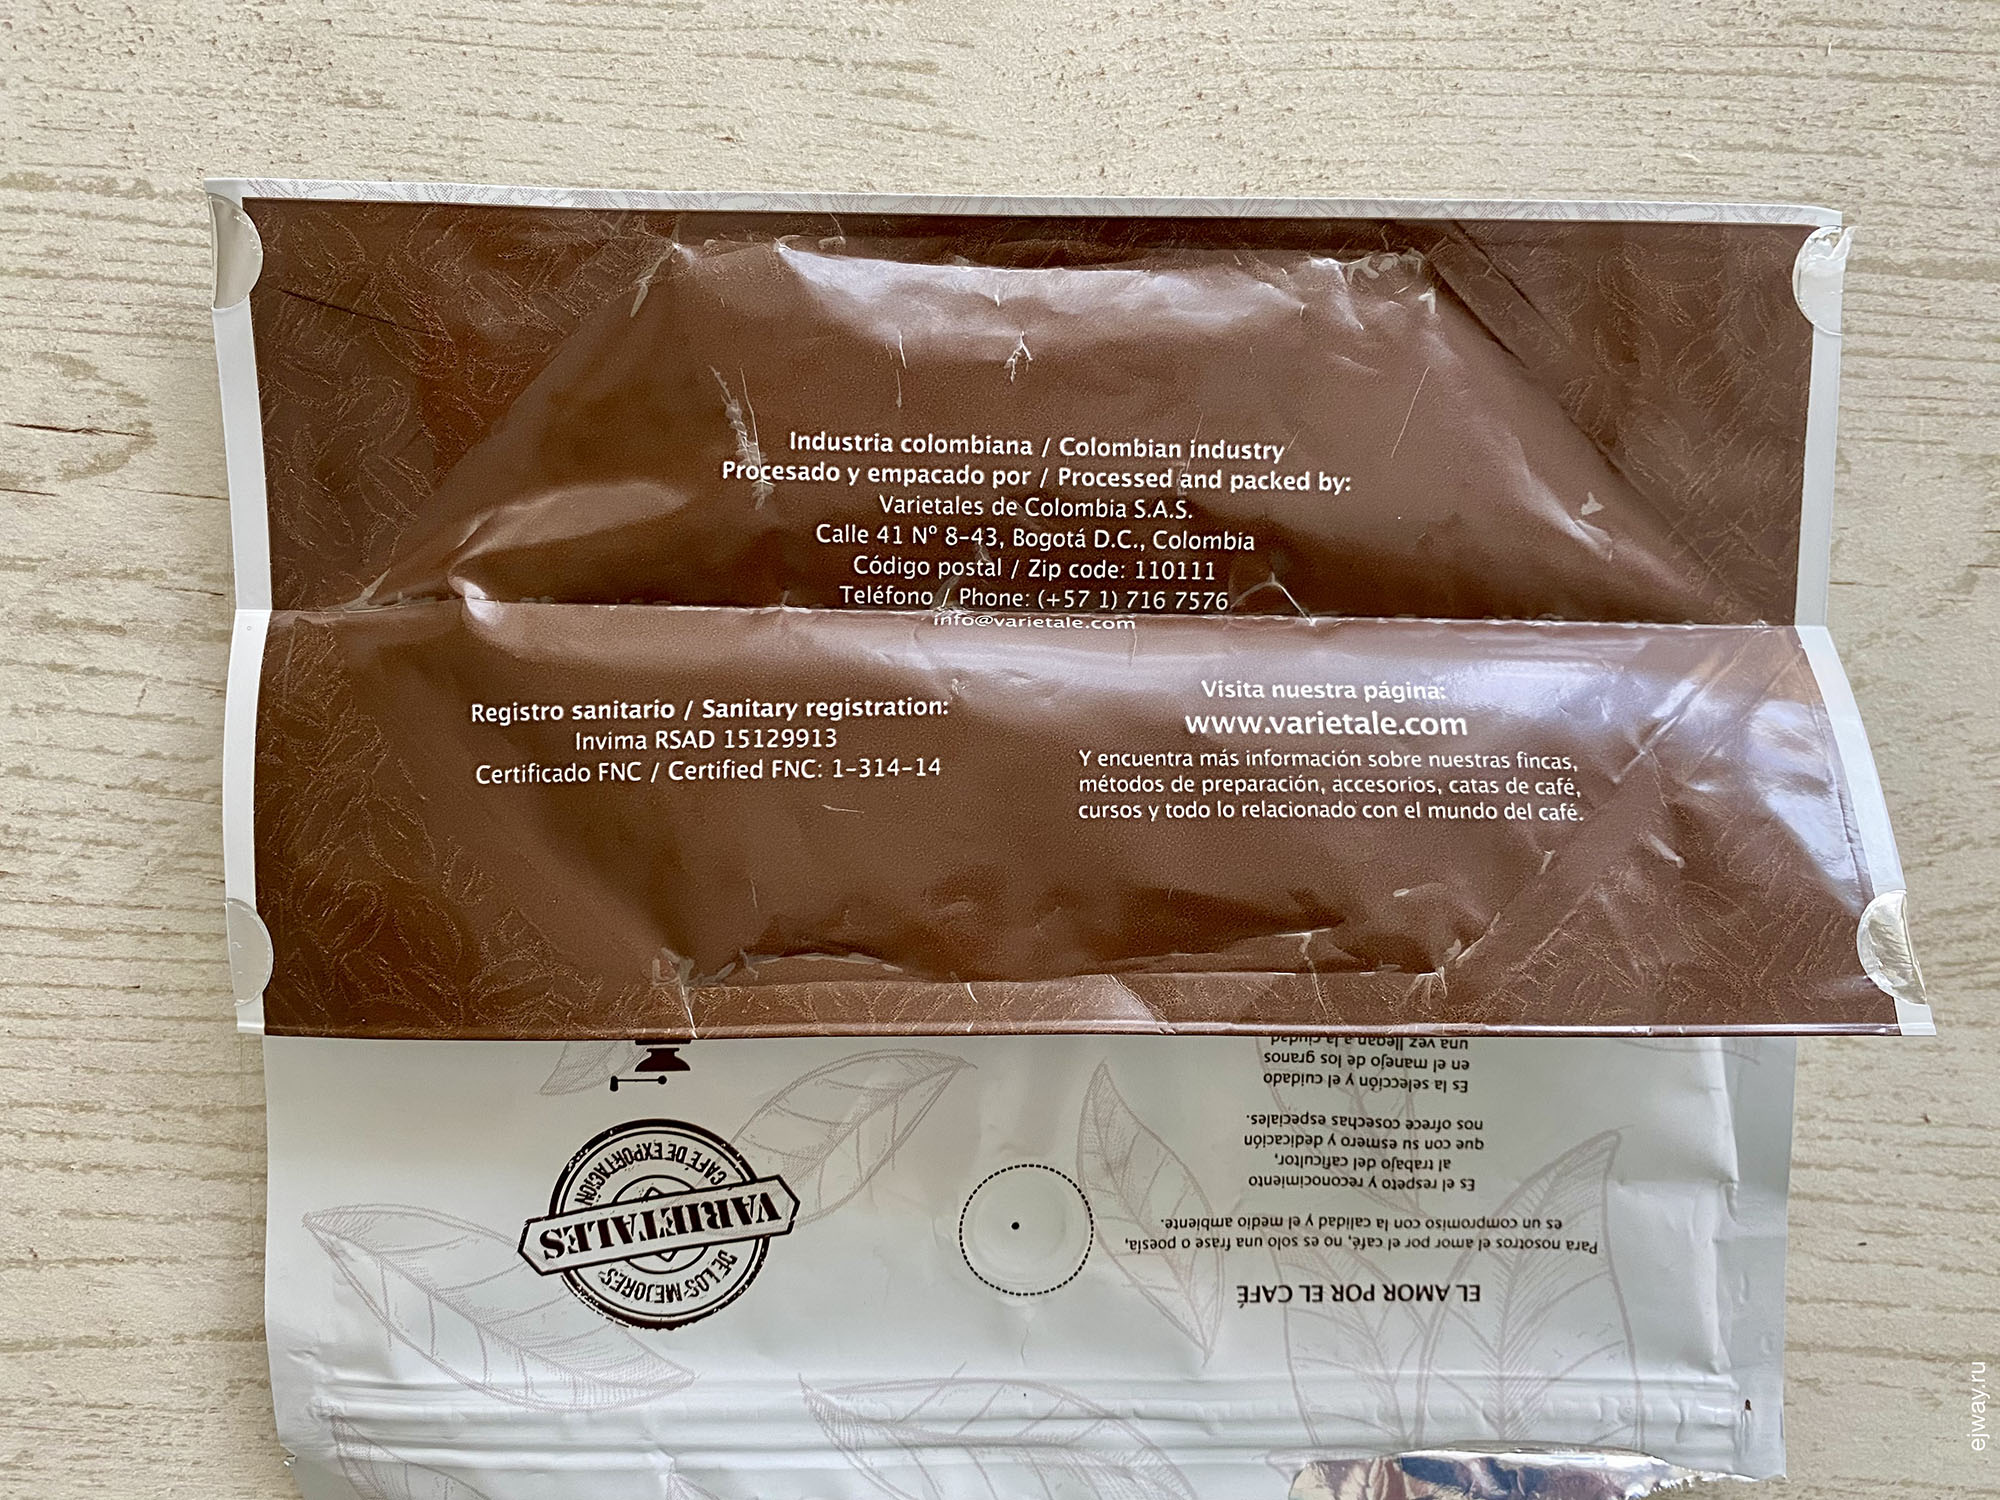 Industria colombiana / Colombian industry
Procesado y empacado por / Processed and packed by:
Varietales de Colombia S.A.S.
Calle 41 Nº 8-43, Bogotá D.C., Colombia
Código postal / Zip code: 110111
Teléfono / Phone: (+57 1) 716 7576
info@varietale.com
Registro sanitario / Sanitary registration:
Invima RSAD 15129913
Certificado FNC / Certified FNC: 1-314-14
Visita nuestra página:
www.varietale.com
Y encuentra más información sobre nuestras fincas,
métodos de preparación, accesorios, catas de café,
cursos y todo lo relacionado con el mundo del café.
EL AMOR POR EL CAFÉ
Para nosotros el amor por el café, no es solo una frase o poesía,
es un compromiso con la calidad y el medio ambiente.
Es el respeto y reconocimiento
al trabajo del caficultor,
que con su esmero y dedicación
nos ofrece cosechas especiales.
Es la selección y el cuidado
en el manejo de los granos
una vez llegan a la ciudad
DE LOS MEJORES
VARIETALES
CAFÉ DE EXPORTACIÓN
ejway.ru